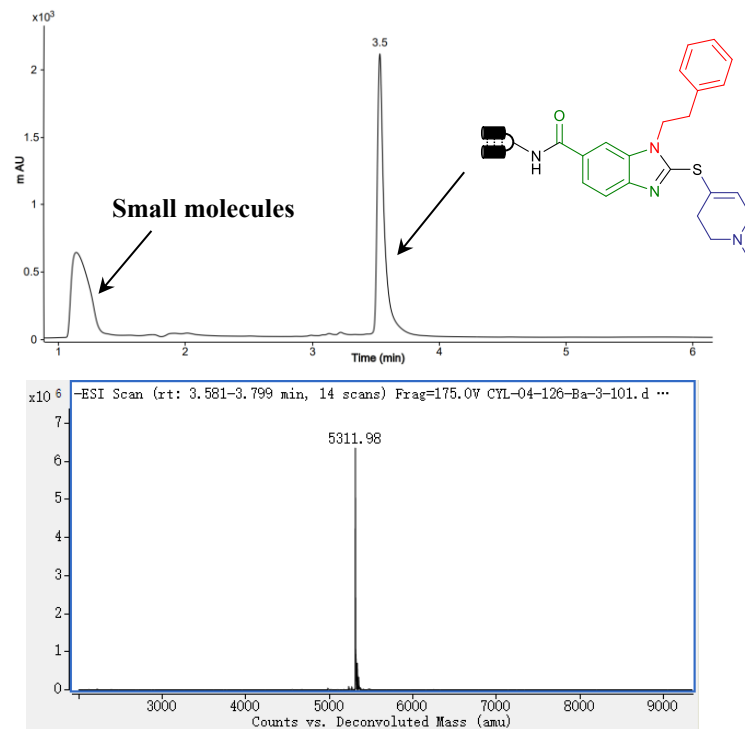 x10³
3.5
2
1.5
1
0.5
0
m AU
Small molecules
1
2
3
4
5
6
Time (min)
O
N
H
N
N
S
N
x10 6
-ESI Scan (rt: 3.581-3.799 min, 14 scans) Frag=175.0V CYL-04-126-Ba-3-101.d ⋯
5311.98
7
6
5
4
3
2
1
0
3000 4000 5000 6000 7000 8000 9000
Counts vs. Deconvoluted Mass (amu)